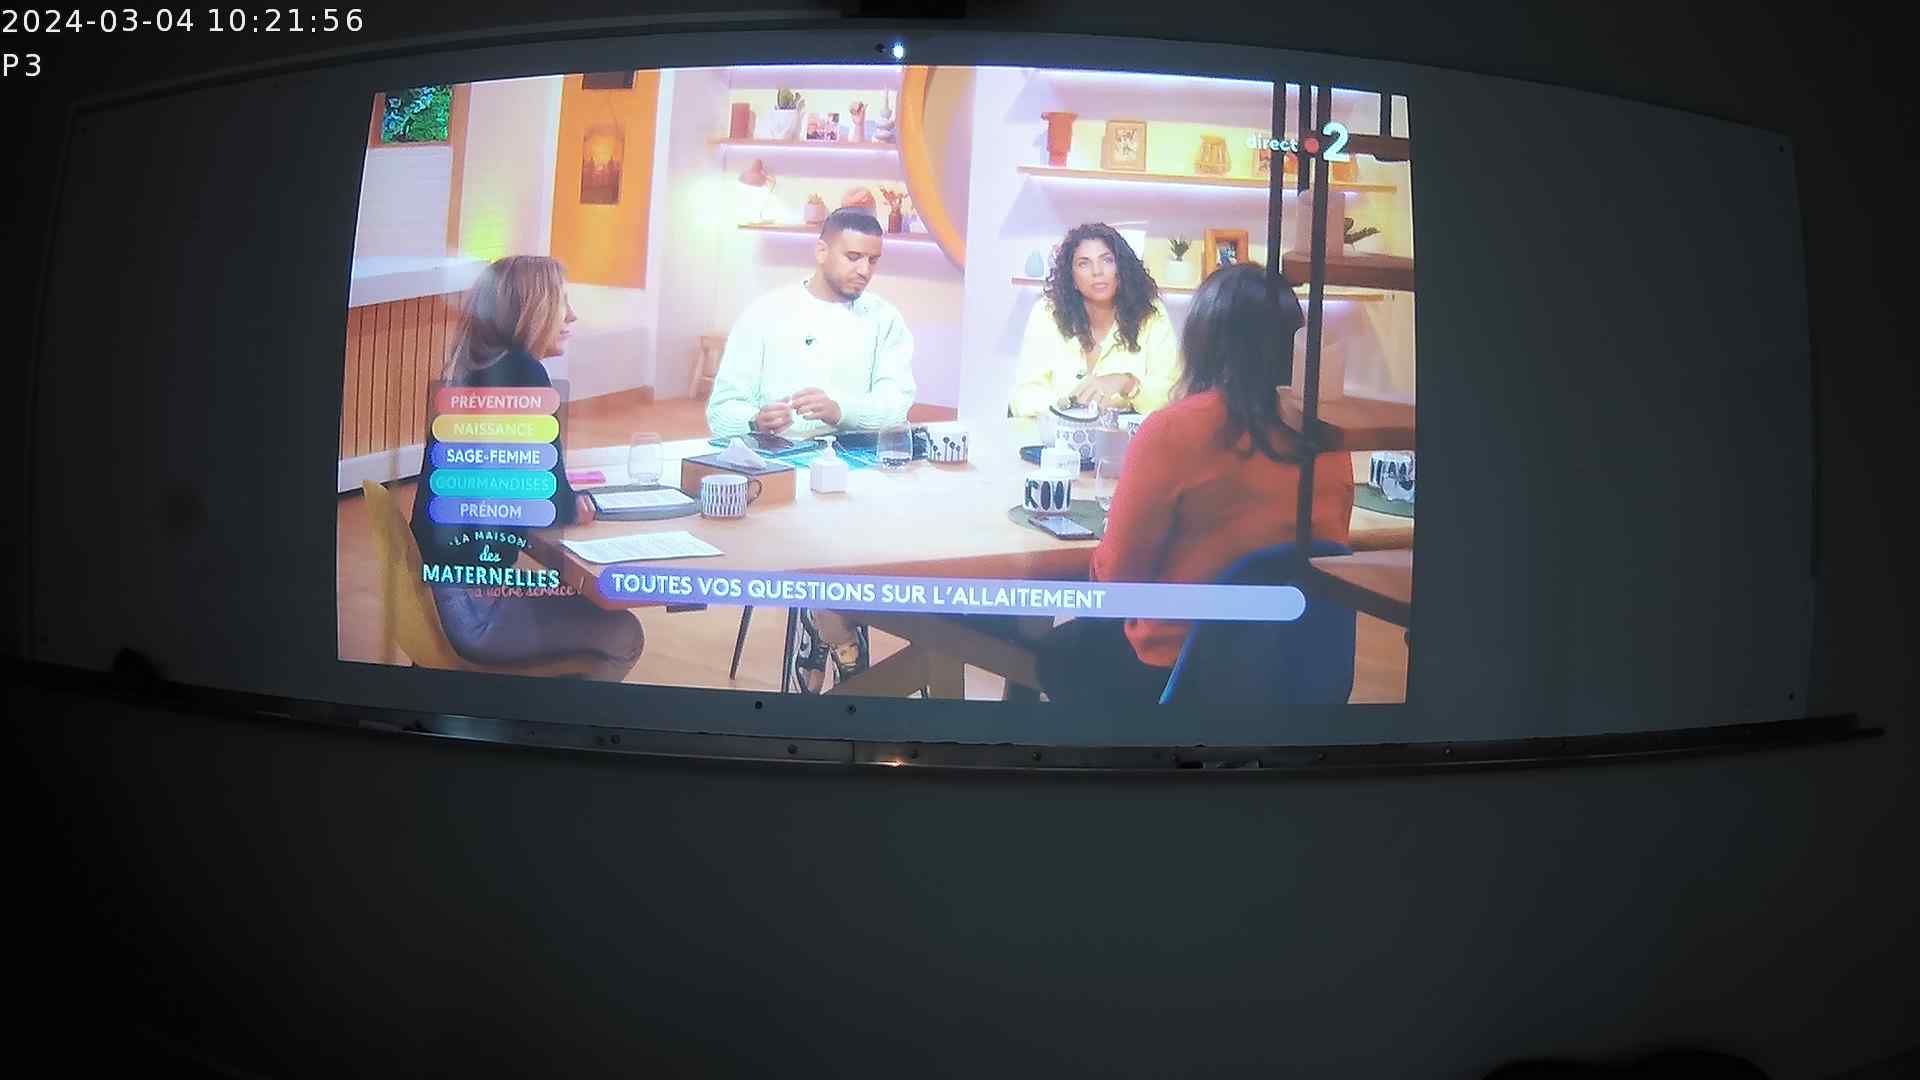 2024-03-04 10:21:56
P3
direct 2
PRÉVENTION
NAISSANCE
SAGE-FEMME
GOURMANDISES
PRÉNOM
LA MAISON
des
MATERNELLES
à votre service !
TOUTES VOS QUESTIONS SUR L'ALLAITEMENT